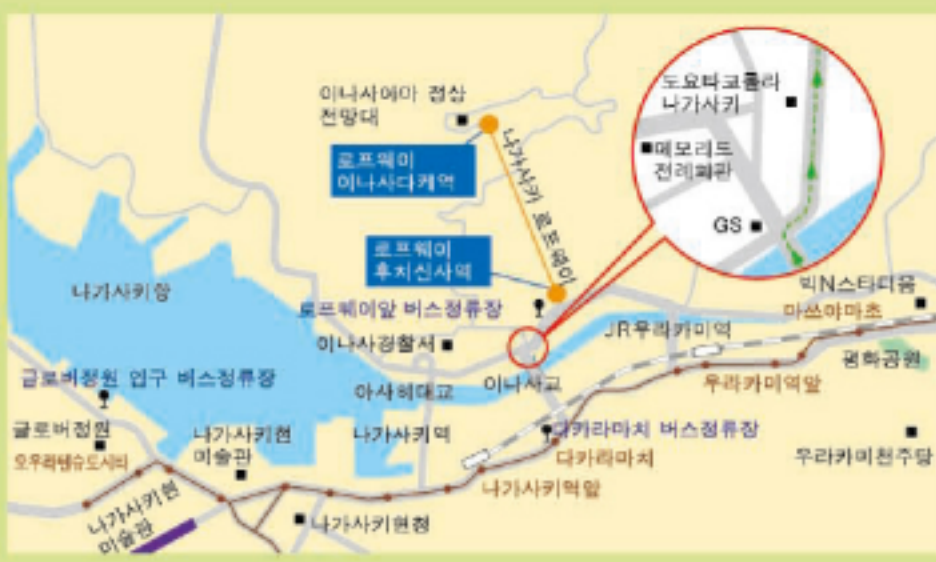 이나사야마 정상
전망대
로프웨이
이나사다케역
나가사키 로프웨이
로프웨이
후치신사역
도요타코롤라
나가사키
메모리드
전례회관
GS
나가사키항
로프웨이앞 버스정류장
빅N스타디움
마쓰야마초
이나사경찰서
JR우라카미역
평화공원
글로버정원 입구 버스정류장
아사히대교
이나사교
우라카미역앞
글로버정원
나가사키현
미술관
나가사키역
다카라마치 버스정류장
오우라텐슈도시타
다카라마치
우라카미천주당
나가사키역앞
나가사키현
미술관
나가사키현청